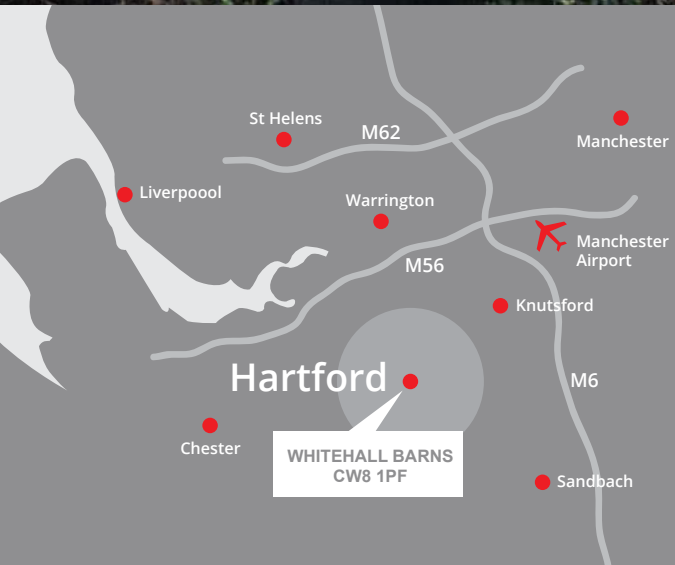 St Helens
M62
Manchester
Liverpoool
Warrington
Manchester
Airport
M56
Knutsford
Hartford
M6
Chester
WHITEHALL BARNS
CW8 1PF
Sandbach